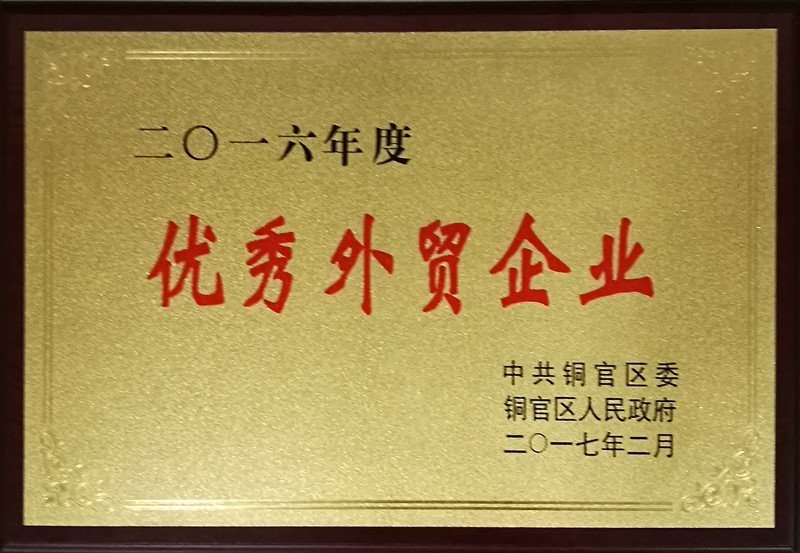 二〇一六年度
优秀外贸企业
中共铜官区委
铜官区人民政府
二〇一七年二月